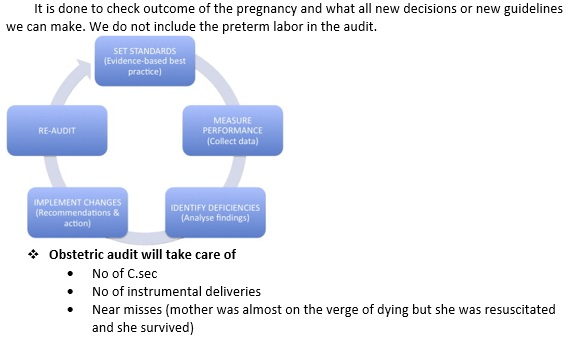 It is done to check outcome of the pregnancy and what all new decisions or new guidelines
we can make. We do not include the preterm labor in the audit.
SET STANDARDS
(Evidence-based best
practice)
MEASURE
PERFORMANCE
(Collect data)
IDENTIFY DEFICIENCIES
(Analyse findings)
IMPLEMENT CHANGES
(Recommendations &
action)
RE-AUDIT
❖ Obstetric audit will take care of
• No of C.sec
• No of instrumental deliveries
• Near misses (mother was almost on the verge of dying but she was resuscitated
and she survived)